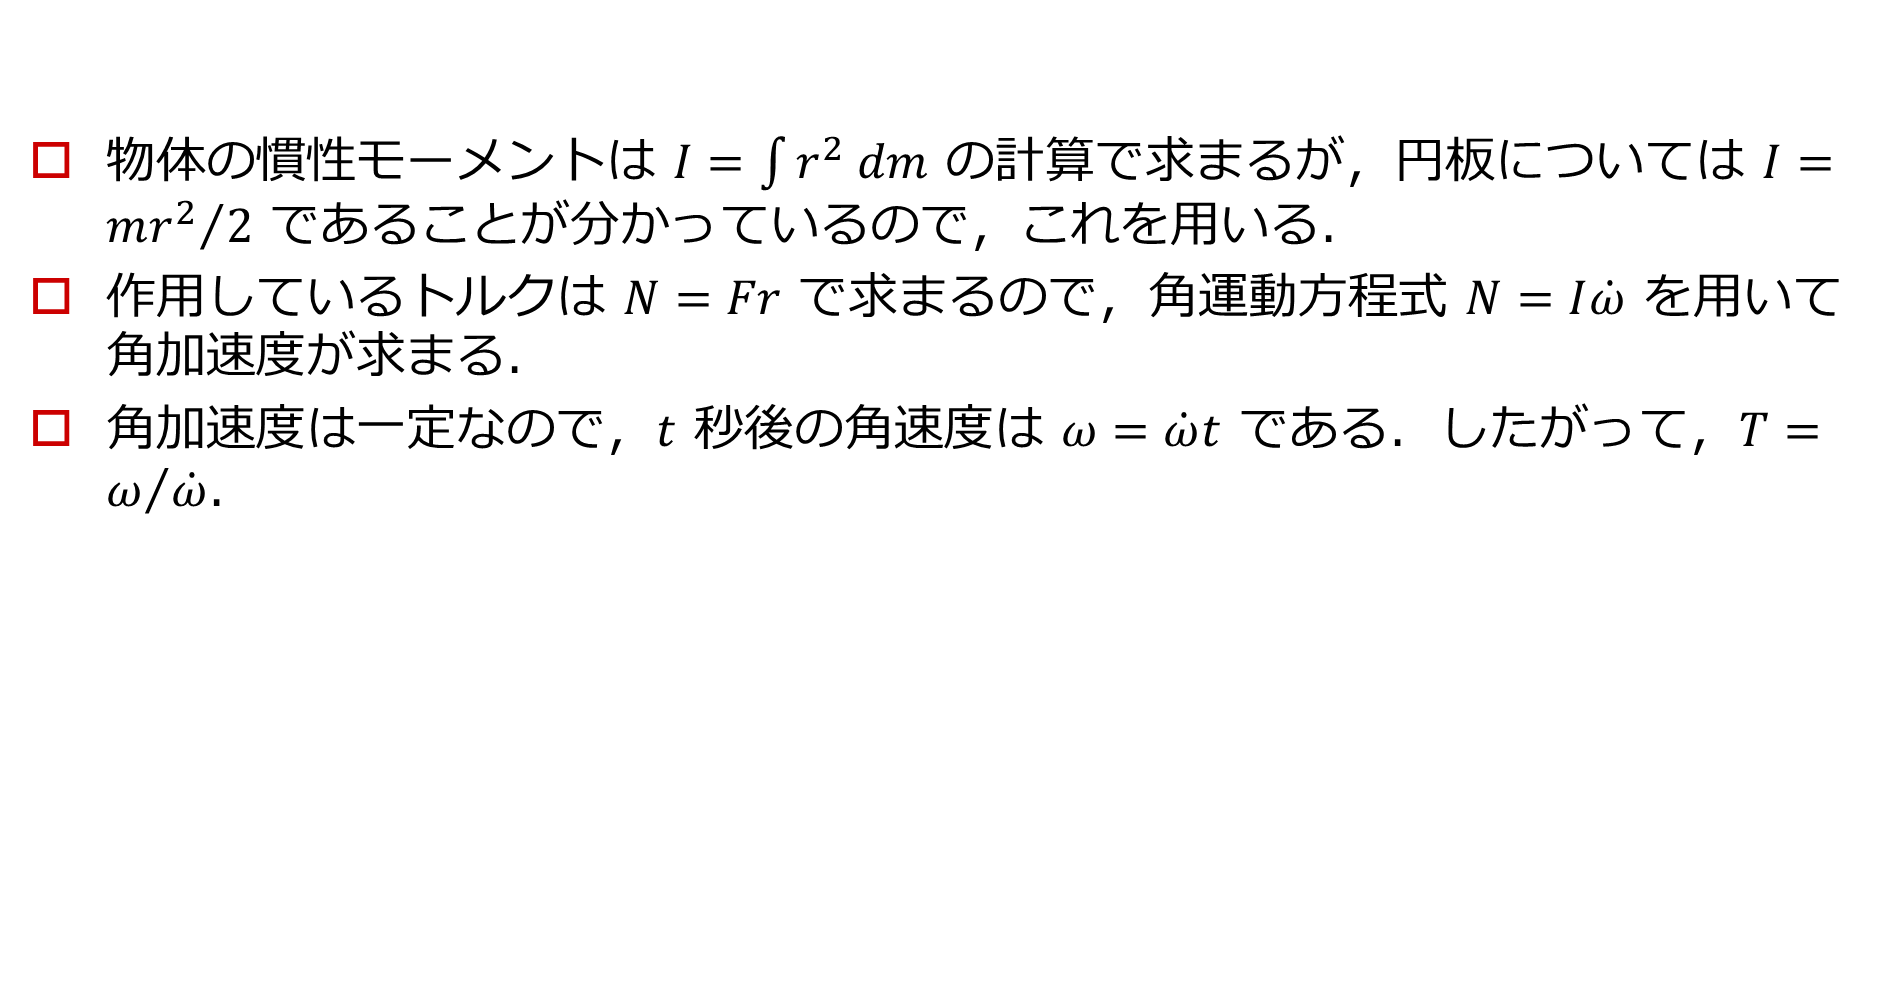 物体の慣性モーメントは I = ∫ r² dm の計算で求まるが，円板については I =
mr²/2 であることが分かっているので，これを用いる．
作用しているトルクは N = Fr で求まるので，角運動方程式 N = Iω̇ を用いて
角加速度が求まる．
角加速度は一定なので，t 秒後の角速度は ω = ω̇t である．したがって，T =
ω/ω̇．